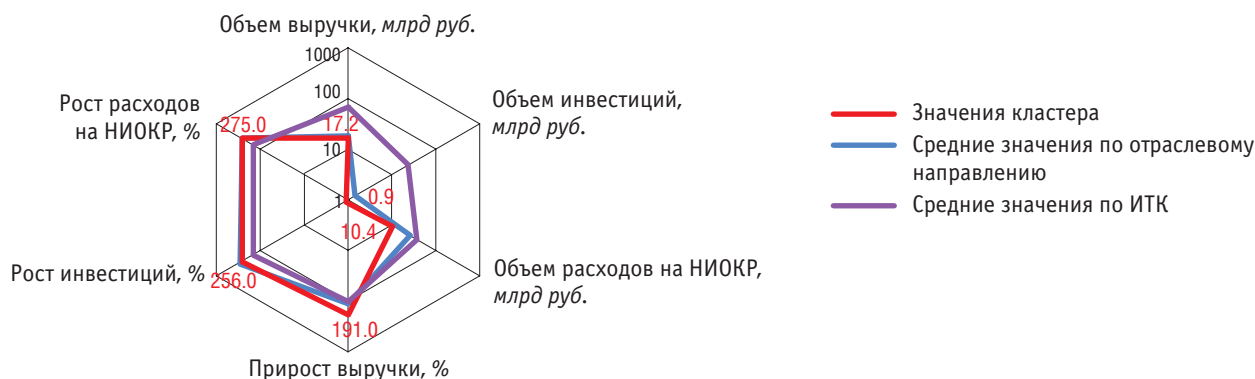 Объем выручки, млрд руб.
1000
100
10
1
17.2
Объем инвестиций,
млрд руб.
0.9
Объем расходов на НИОКР,
млрд руб.
10.4
Прирост выручки, %
191.0
Рост инвестиций, %
256.0
Рост расходов
на НИОКР, %
275.0
Значения кластера
Средние значения по отраслевому
направлению
Средние значения по ИТК